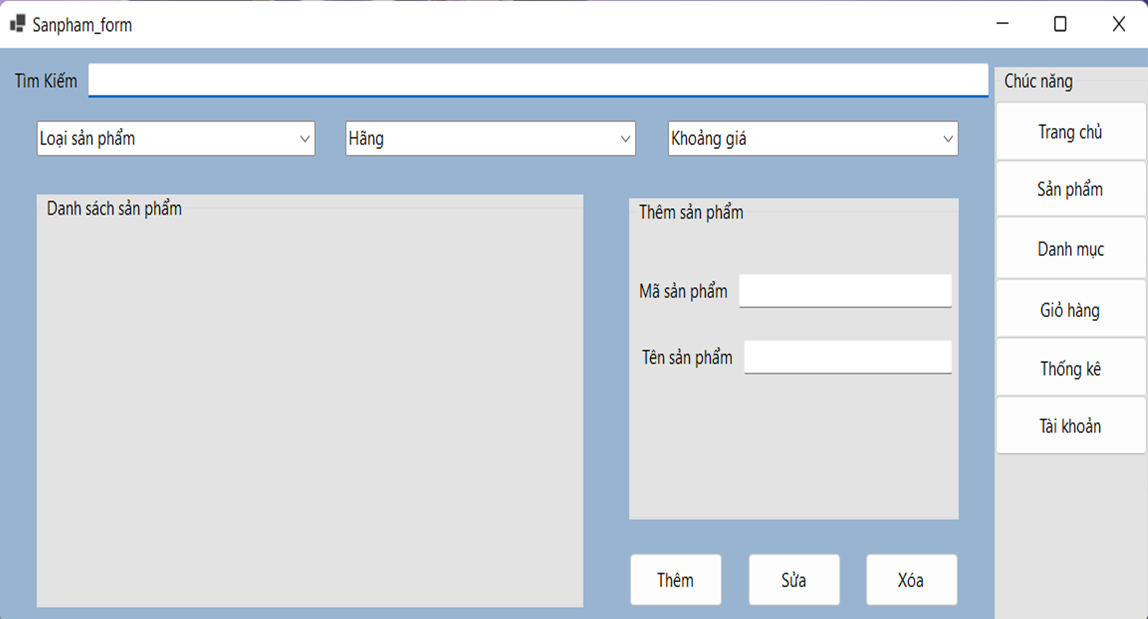 Sanpham_form
Tìm Kiếm
Loại sản phẩm
Hãng
Khoảng giá
Danh sách sản phẩm
Thêm sản phẩm
Mã sản phẩm
Tên sản phẩm
Thêm
Sửa
Xóa
Chúc năng
Trang chủ
Sản phẩm
Danh mục
Giỏ hàng
Thống kê
Tài khoản